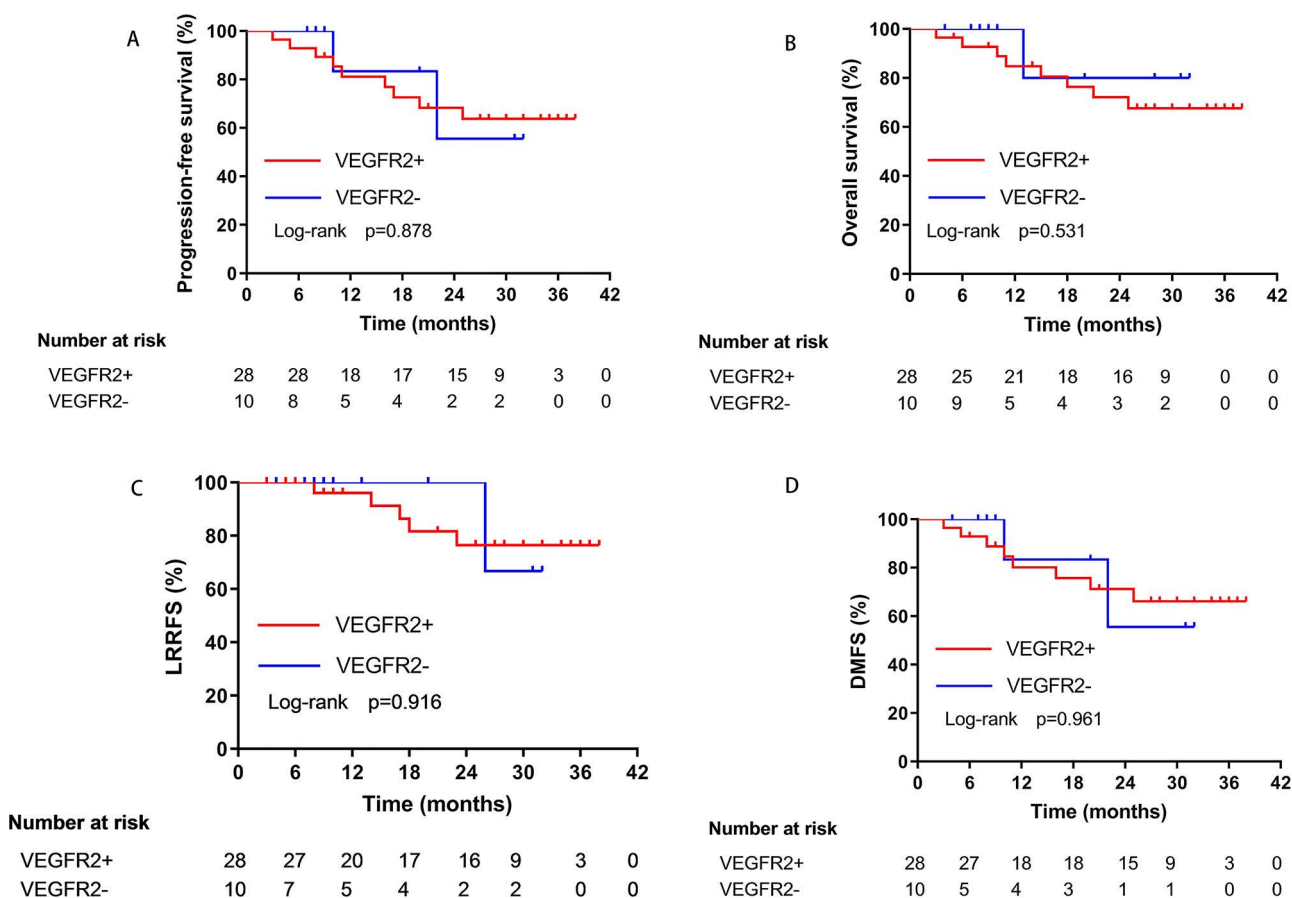 A
Progression-free survival (%)
100
80
60
40
20
0
VEGFR2+
VEGFR2-
Log-rank p=0.878
0 6 12 18 24 30 36 42
Time (months)
Number at risk
VEGFR2+ 28 28 18 17 15 9 3 0
VEGFR2- 10 8 5 4 2 2 0 0
B
Overall survival (%)
100
80
60
40
20
0
VEGFR2+
VEGFR2-
Log-rank p=0.531
0 6 12 18 24 30 36 42
Time (months)
Number at risk
VEGFR2+ 28 25 21 18 16 9 0 0
VEGFR2- 10 9 5 4 3 2 0 0
C
LRRFS (%)
100
80
60
40
20
0
VEGFR2+
VEGFR2-
Log-rank p=0.916
0 6 12 18 24 30 36 42
Time (months)
Number at risk
VEGFR2+ 28 27 20 17 16 9 3 0
VEGFR2- 10 7 5 4 2 2 0 0
D
DMFS (%)
100
80
60
40
20
0
VEGFR2+
VEGFR2-
Log-rank p=0.961
0 6 12 18 24 30 36 42
Time (months)
Number at risk
VEGFR2+ 28 27 18 18 15 9 3 0
VEGFR2- 10 5 4 3 1 1 0 0